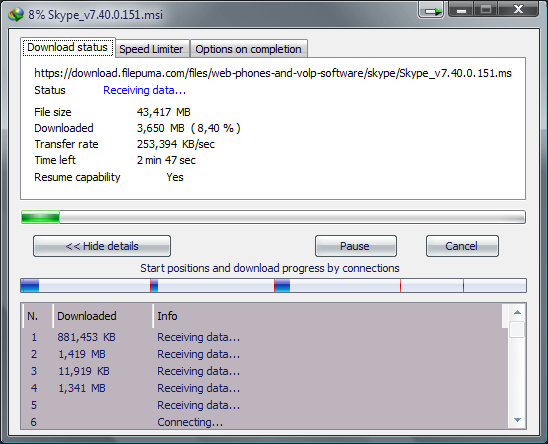 8% Skype_v7.40.0.151.msi
Download status Speed Limiter Options on completion
https://download.filepuma.com/files/web-phones-and-volp-software/skype/Skype_v7.40.0.151.ms
Status Receiving data...
File size 43,417 MB
Downloaded 3,650 MB ( 8,40 % )
Transfer rate 253,394 KB/sec
Time left 2 min 47 sec
Resume capability Yes
<< Hide details Pause Cancel
Start positions and download progress by connections
N. Downloaded Info
1 881,453 KB Receiving data...
2 1,419 MB Receiving data...
3 11,919 KB Receiving data...
4 1,341 MB Receiving data...
5 Receiving data...
6 Connecting...